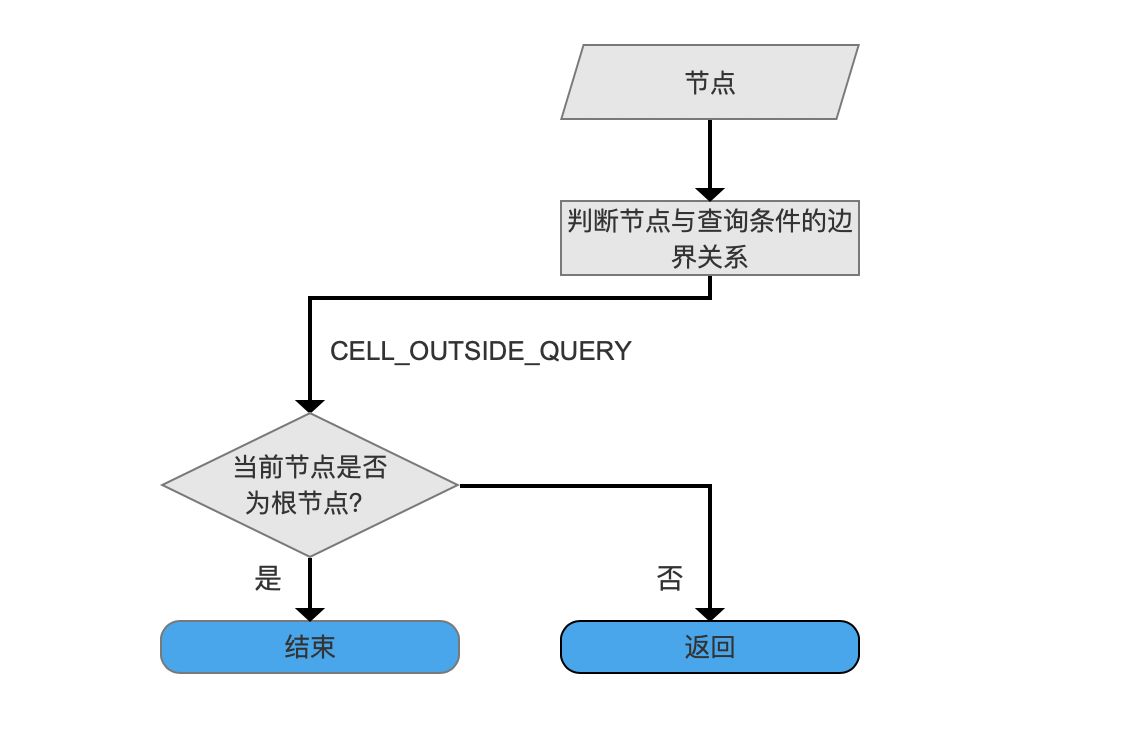 节点
判断节点与查询条件的边
界关系
CELL_OUTSIDE_QUERY
当前节点是否
为根节点?
是
否
结束
返回